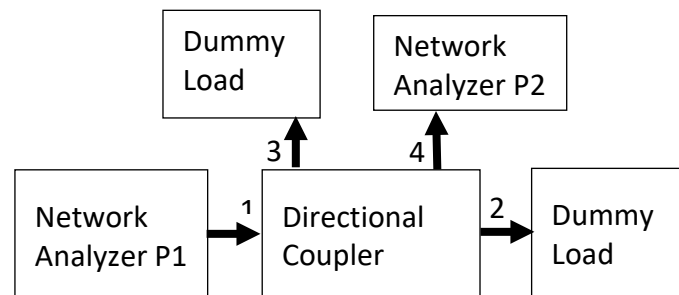 Dummy
Load
Network
Analyzer P2
3
4
Network
Analyzer P1
1
Directional
Coupler
2
Dummy
Load